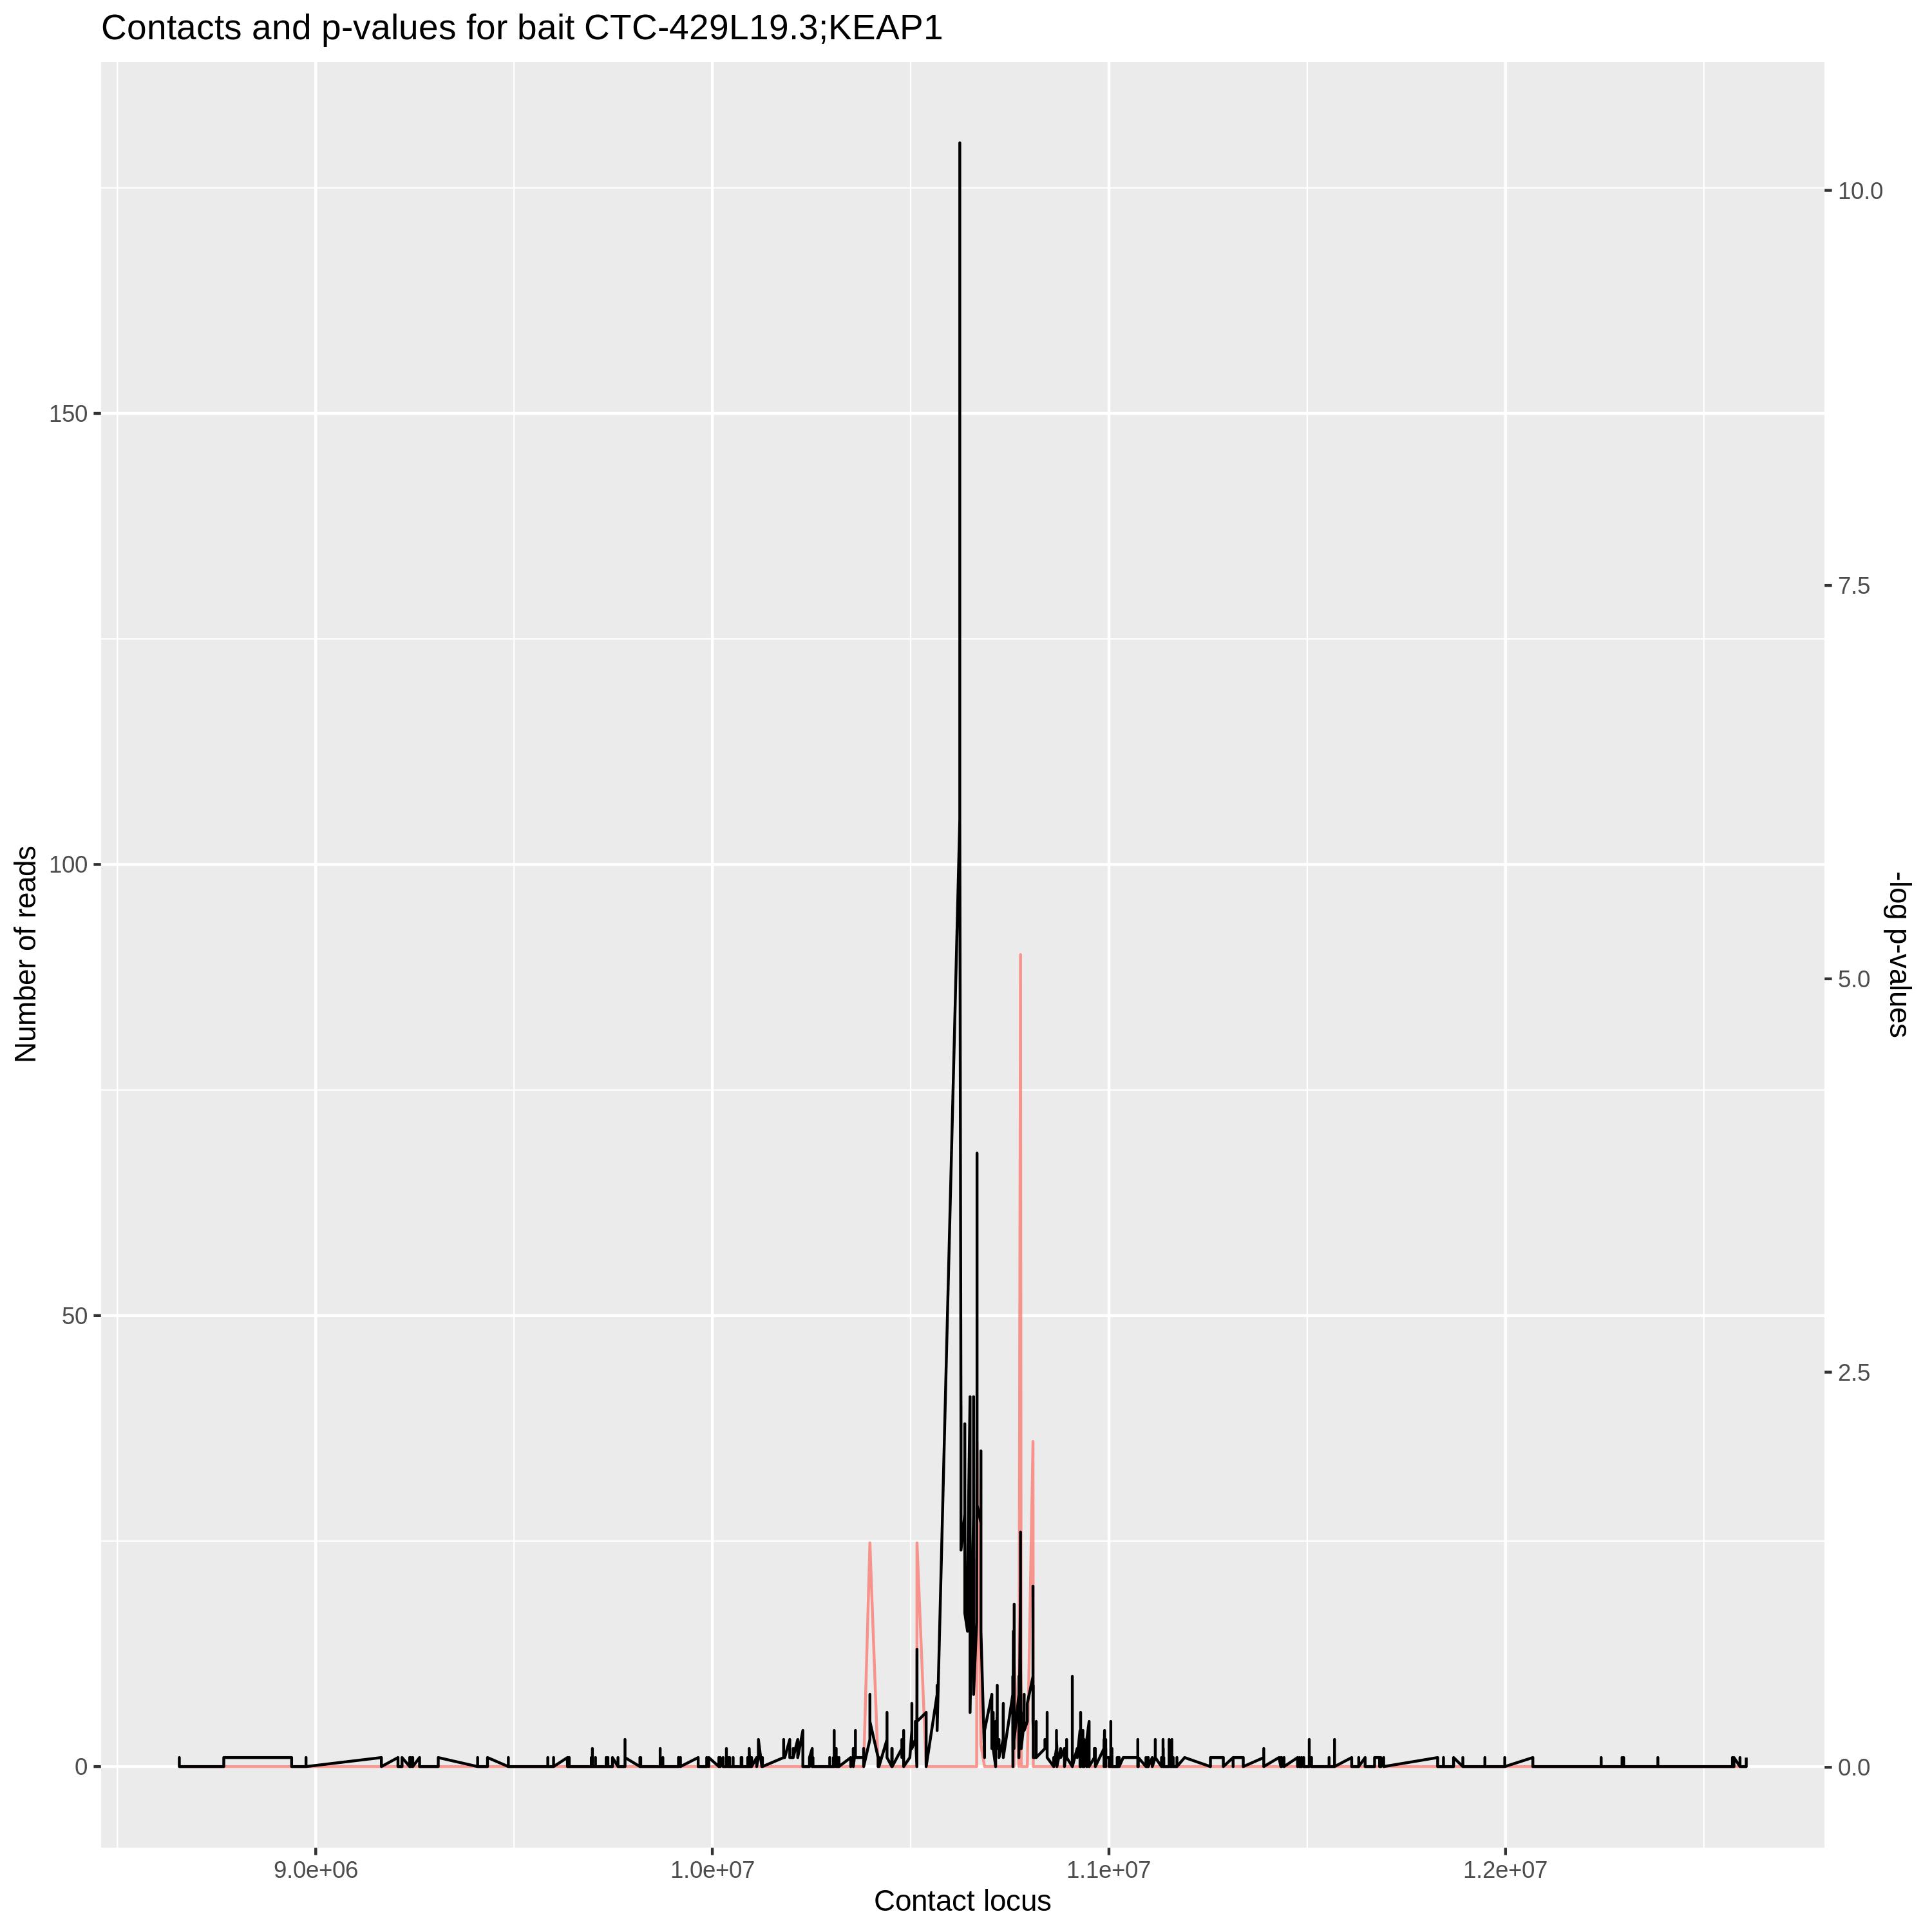 Contacts and p-values for bait CTC-429L19.3;KEAP1
Number of reads
150
100
50
0
10.0
7.5
5.0
2.5
0.0
-log p-values
9.0e+06
1.0e+07
1.1e+07
1.2e+07
Contact locus